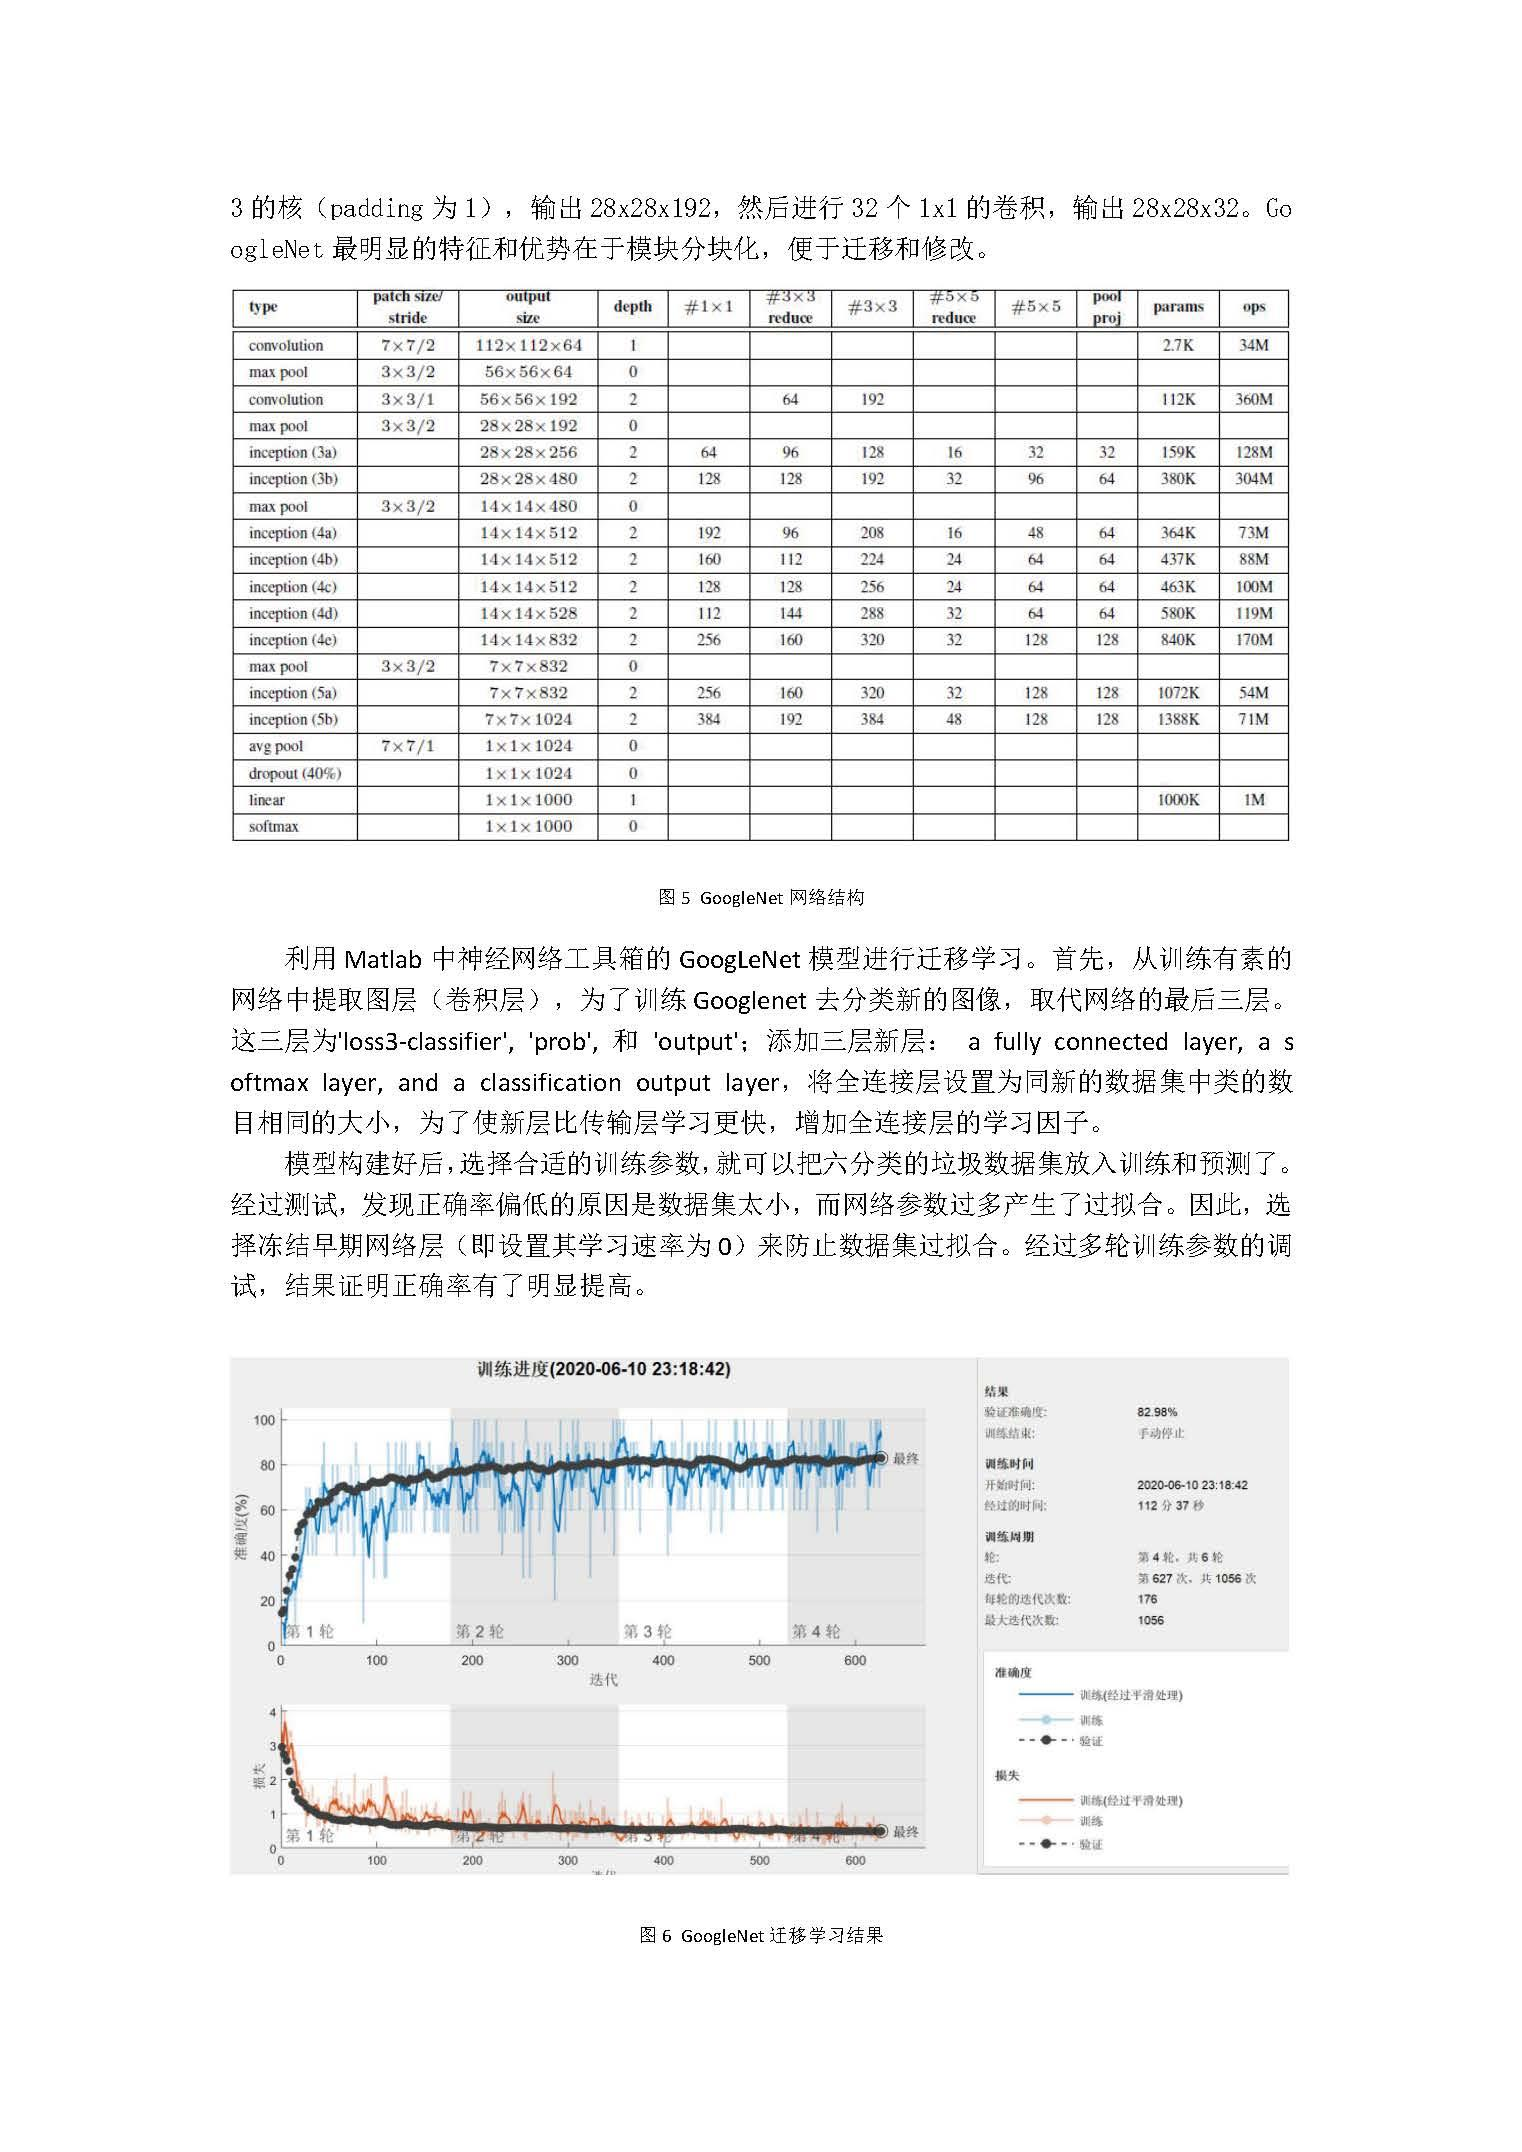 3 的核（padding 为 1），输出 28x28x192，然后进行 32 个 1x1 的卷积，输出 28x28x32。Go
ogleNet 最明显的特征和优势在于模块分块化，便于迁移和修改。
type patch size/ stride output size depth #1×1 #3×3 reduce #3×3 #5×5 reduce #5×5 pool proj params ops
convolution 7×7/2 112×112×64 1 2.7K 34M
max pool 3×3/2 56×56×64 0
convolution 3×3/1 56×56×192 2 64 192 112K 360M
max pool 3×3/2 28×28×192 0
inception (3a) 28×28×256 2 64 96 128 16 32 32 159K 128M
inception (3b) 28×28×480 2 128 128 192 32 96 64 380K 304M
max pool 3×3/2 14×14×480 0
inception (4a) 14×14×512 2 192 96 208 16 48 64 364K 73M
inception (4b) 14×14×512 2 160 112 224 24 64 64 437K 88M
inception (4c) 14×14×512 2 128 128 256 24 64 64 463K 100M
inception (4d) 14×14×528 2 112 144 288 32 64 64 580K 119M
inception (4e) 14×14×832 2 256 160 320 32 128 128 840K 170M
max pool 3×3/2 7×7×832 0
inception (5a) 7×7×832 2 256 160 320 32 128 128 1072K 54M
inception (5b) 7×7×1024 2 384 192 384 48 128 128 1388K 71M
avg pool 7×7/1 1×1×1024 0
dropout (40%) 1×1×1024 0
linear 1×1×1000 1 1000K 1M
softmax 1×1×1000 0
图 5 GoogleNet 网络结构
利用 Matlab 中神经网络工具箱的 GoogLeNet 模型进行迁移学习。首先，从训练有素的
网络中提取图层（卷积层），为了训练 Googlenet 去分类新的图像，取代网络的最后三层。
这三层为'loss3-classifier', 'prob', 和 'output'；添加三层新层： a fully connected layer, a s
oftmax layer, and a classification output layer，将全连接层设置为同新的数据集中类的数
目相同的大小，为了使新层比传输层学习更快，增加全连接层的学习因子。
模型构建好后，选择合适的训练参数，就可以把六分类的垃圾数据集放入训练和预测了。
经过测试，发现正确率偏低的原因是数据集太小，而网络参数过多产生了过拟合。因此，选
择冻结早期网络层（即设置其学习速率为 0）来防止数据集过拟合。经过多轮训练参数的调
试，结果证明正确率有了明显提高。
训练进度(2020-06-10 23:18:42)
准确度(%)
100
80
60
40
20
0
最终
第 1 轮 第 2 轮 第 3 轮 第 4 轮
0 100 200 300 400 500 600
迭代
损失
4
3
2
1
0
最终
第 1 轮 第 2 轮 第 3 轮 第 4 轮
0 100 200 300 400 500 600
结果
验证准确度: 82.98%
训练结束: 手动停止
训练时间
开始时间: 2020-06-10 23:18:42
经过的时间: 112 分 37 秒
训练周期
轮: 第 4 轮，共 6 轮
迭代: 第 627 次，共 1056 次
每轮的迭代次数: 176
最大迭代次数: 1056
准确度
训练(经过平滑处理)
训练
验证
损失
训练(经过平滑处理)
训练
验证
图 6 GoogleNet 迁移学习结果